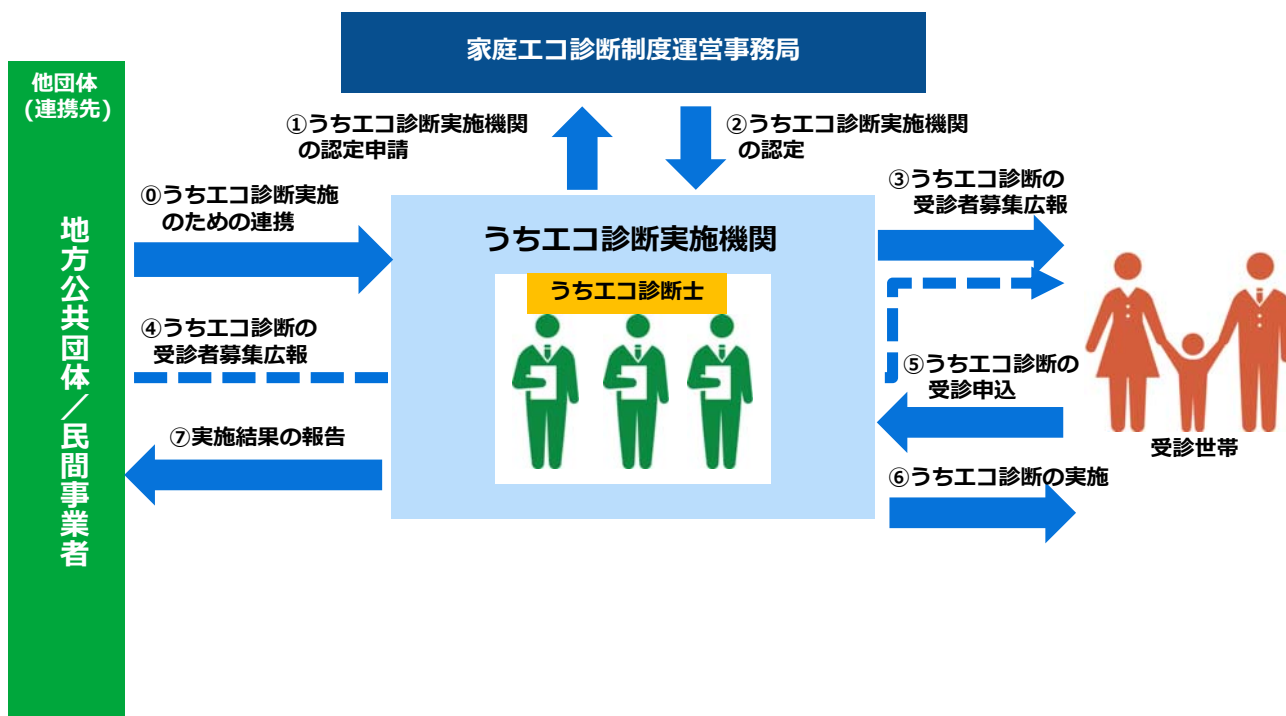 家庭エコ診断制度運営事務局
他団体
(連携先)
地方公共団体／民間事業者
①うちエコ診断実施機関
の認定申請
②うちエコ診断実施機関
の認定
⓪うちエコ診断実施
のための連携
③うちエコ診断の
受診者募集広報
うちエコ診断実施機関
うちエコ診断士
④うちエコ診断の
受診者募集広報
⑤うちエコ診断の
受診申込
⑦実施結果の報告
受診世帯
⑥うちエコ診断の実施